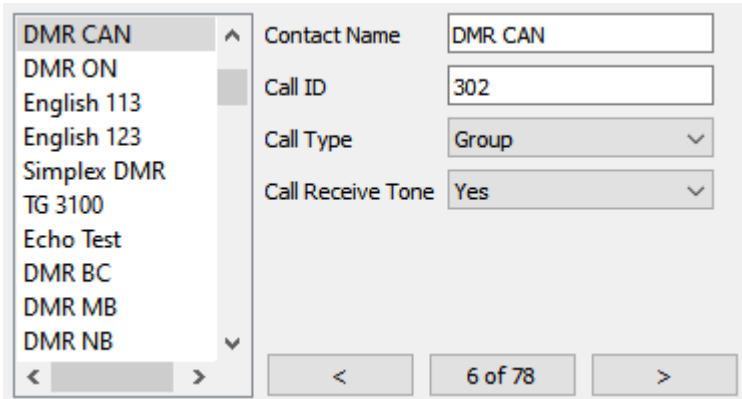 DMR CAN
DMR ON
English 113
English 123
Simplex DMR
TG 3100
Echo Test
DMR BC
DMR MB
DMR NB
Contact Name DMR CAN
Call ID 302
Call Type Group
Call Receive Tone Yes
< 6 of 78 >